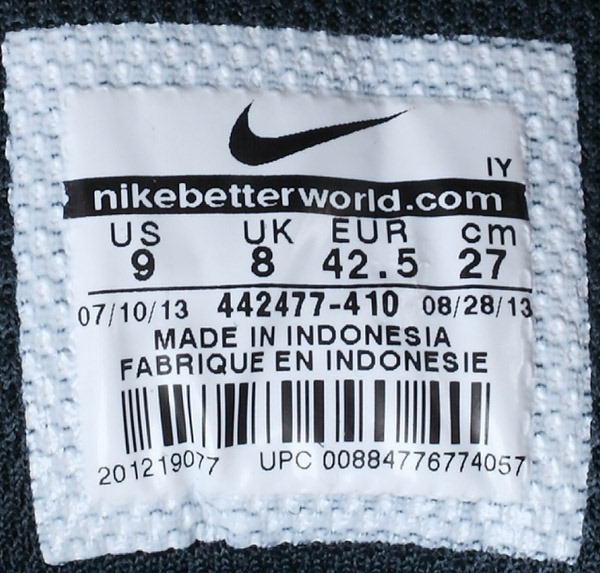 IY
nikebetterworld.com
US UK EUR cm
9 8 42.5 27
07/10/13 442477-410 08/28/13
MADE IN INDONESIA
FABRIQUE EN INDONESIE
201219077 UPC 00884776774057